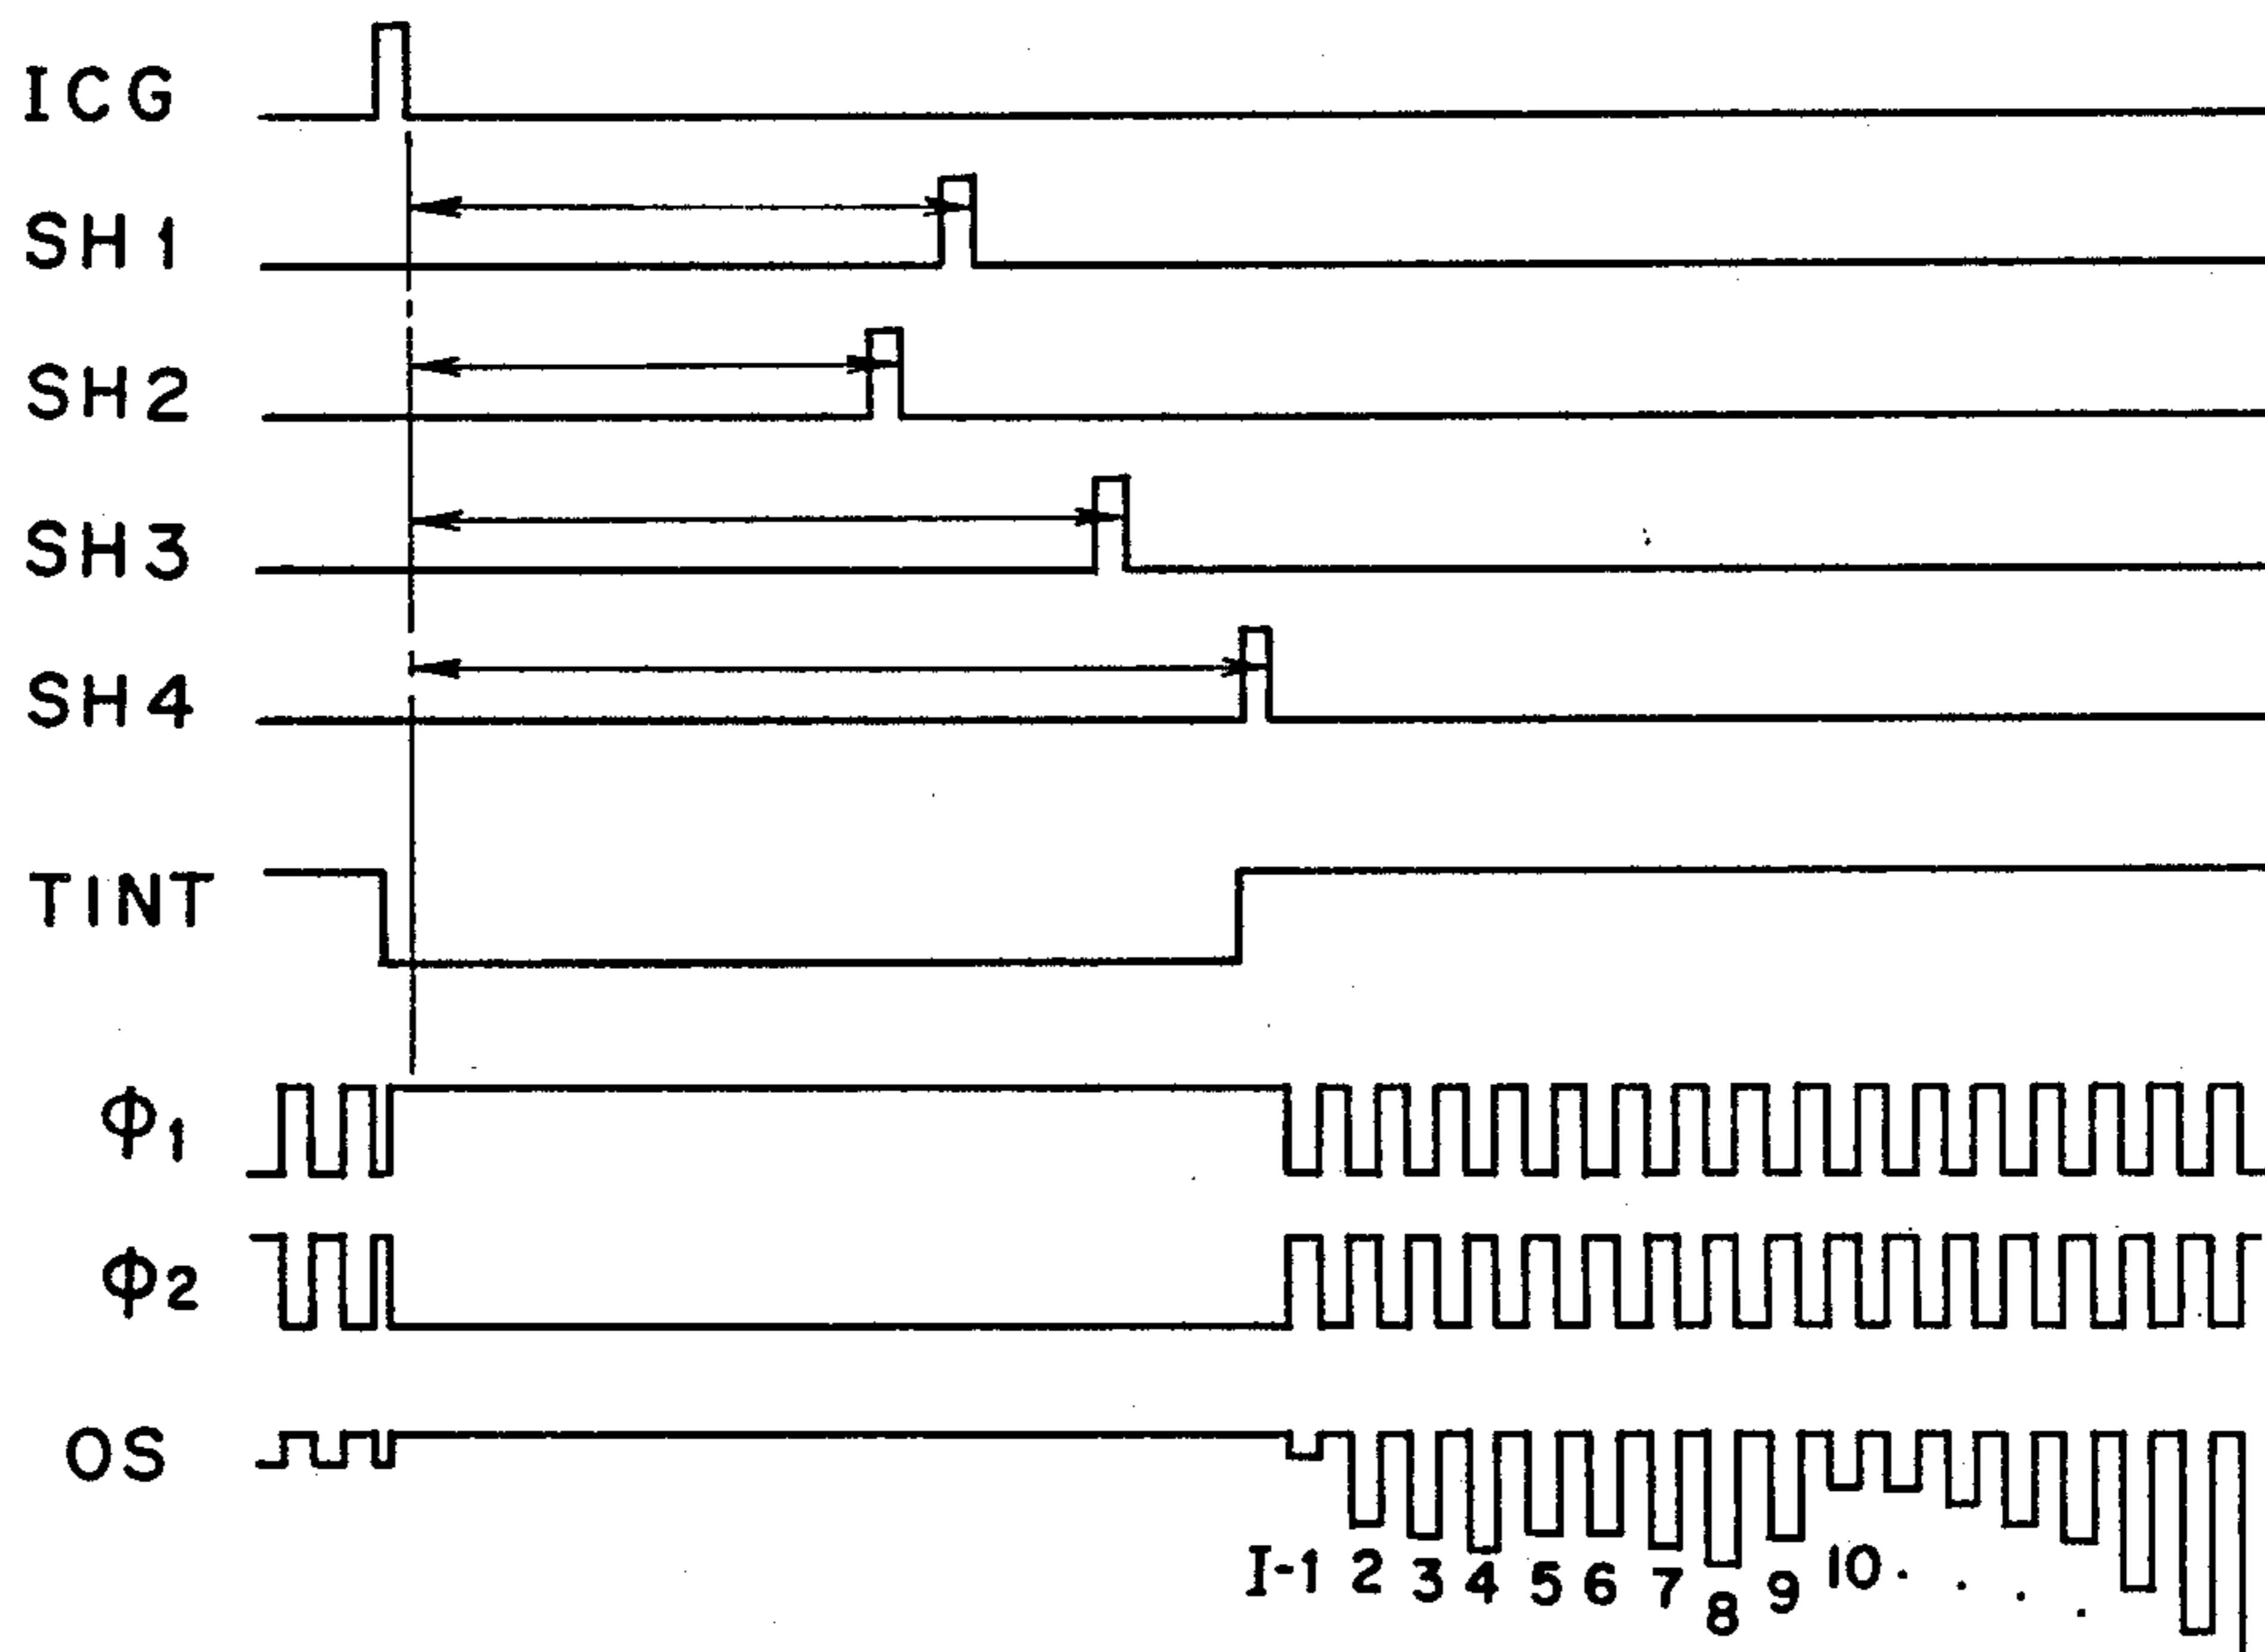 ICG
SH1
SH2
SH3
SH4
TINT
Φ1
Φ2
OS
I-1 2 3 4 5 6 7 8 9 10 . . . .